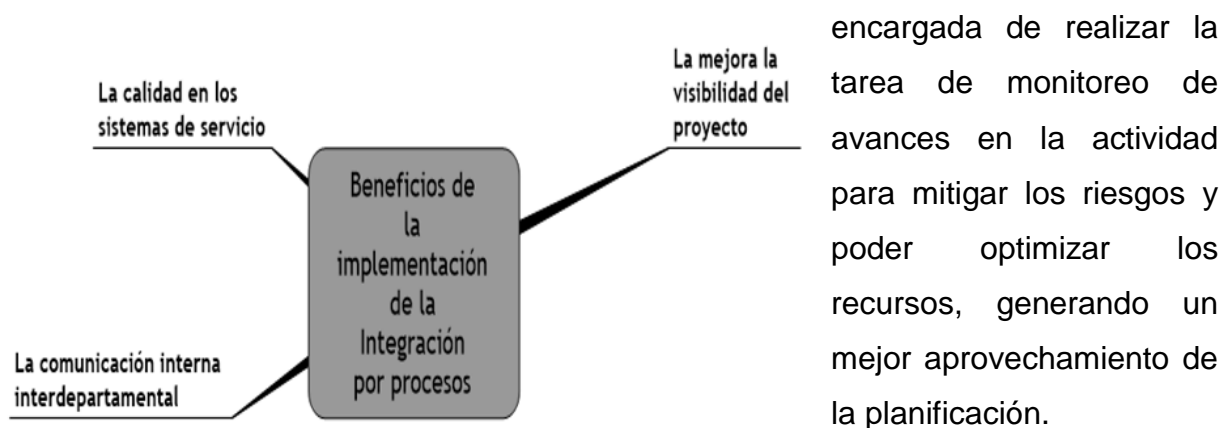 La calidad en los
sistemas de servicio
La mejora la
visibilidad del
proyecto
Beneficios de
la
implementación
de la
Integración
por procesos
La comunicación interna
interdepartamental
encargada de realizar la
tarea de monitoreo de
avances en la actividad
para mitigar los riesgos y
poder optimizar los
recursos, generando un
mejor aprovechamiento de
la planificación.